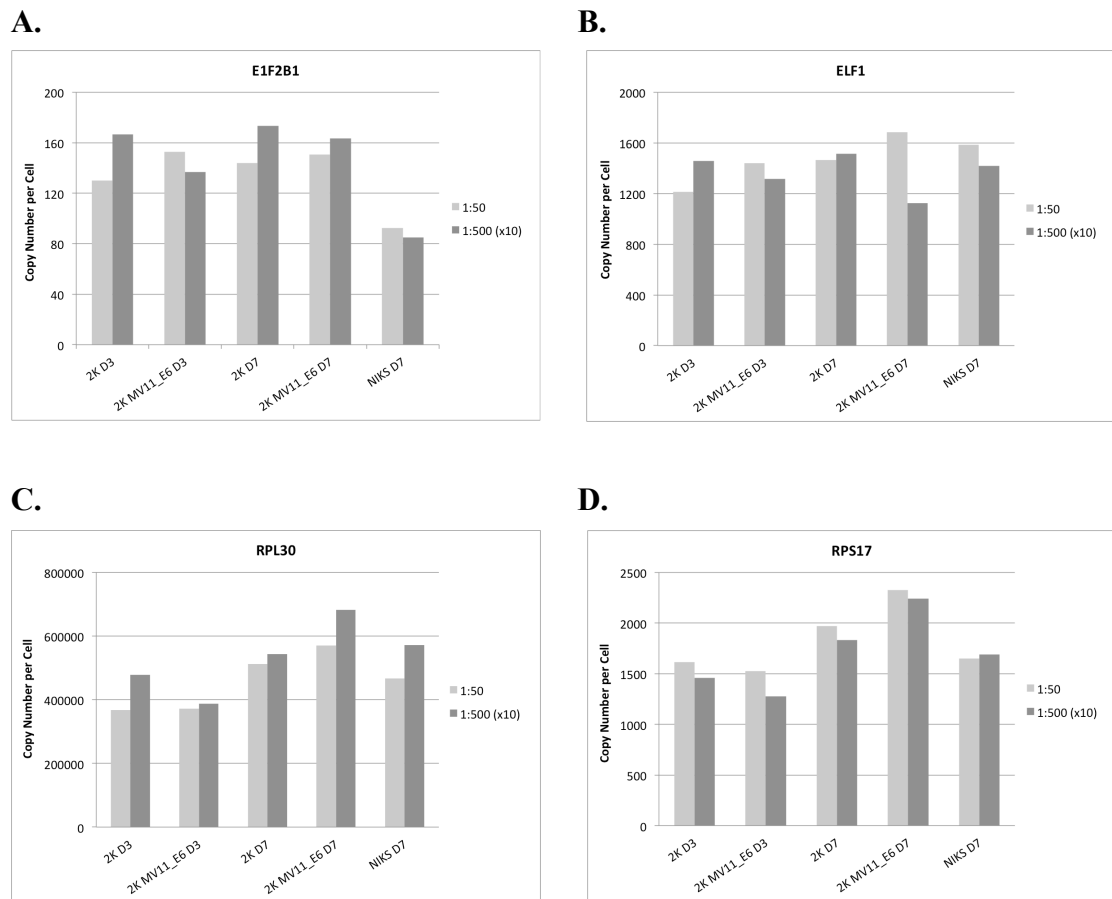 A.
E1F2B1
200
160
120
80
40
0
Copy Number per Cell
2K D3
2K MV11_E6 D3
2K D7
2K MV11_E6 D7
NIKS D7
1:50
1:500 (x10)
B.
ELF1
2000
1600
1200
800
400
0
Copy Number per Cell
2K D3
2K MV11_E6 D3
2K D7
2K MV11_E6 D7
NIKS D7
1:50
1:500 (x10)
C.
RPL30
800000
600000
400000
200000
0
Copy Number per Cell
2K D3
2K MV11_E6 D3
2K D7
2K MV11_E6 D7
NIKS D7
1:50
1:500 (x10)
D.
RPS17
2500
2000
1500
1000
500
0
Copy Number per Cell
2K D3
2K MV11_E6 D3
2K D7
2K MV11_E6 D7
NIKS D7
1:50
1:500 (x10)